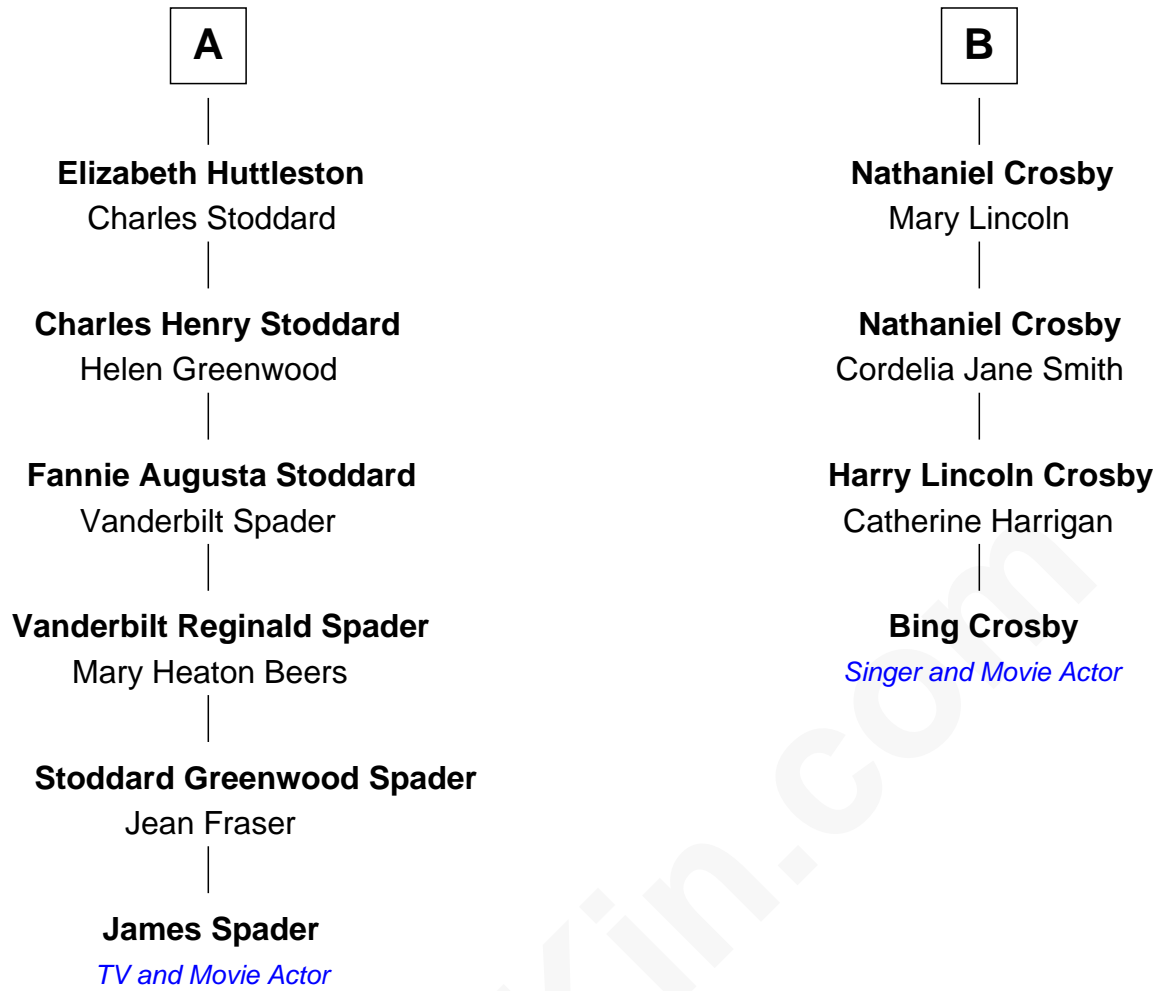 A
Elizabeth Huttleston
Charles Stoddard
Charles Henry Stoddard
Helen Greenwood
Fannie Augusta Stoddard
Vanderbilt Spader
Vanderbilt Reginald Spader
Mary Heaton Beers
Stoddard Greenwood Spader
Jean Fraser
James Spader
TV and Movie Actor
B
Nathaniel Crosby
Mary Lincoln
Nathaniel Crosby
Cordelia Jane Smith
Harry Lincoln Crosby
Catherine Harrigan
Bing Crosby
Singer and Movie Actor